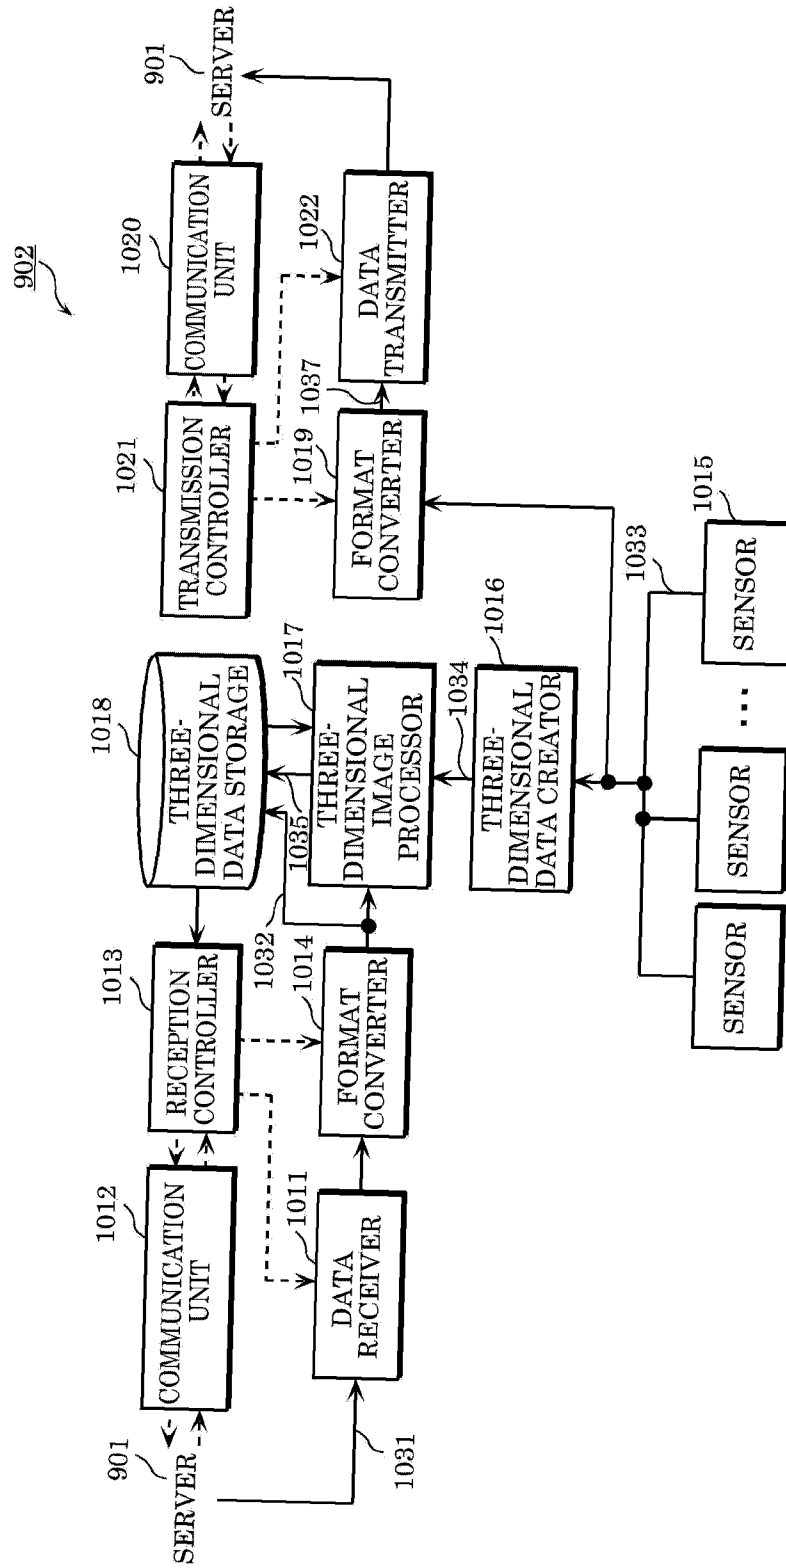 902
901
SERVER
1012
COMMUNICATION
UNIT
1013
RECEPTION
CONTROLLER
1018
THREE-
DIMENSIONAL
DATA STORAGE
1021
TRANSMISSION
CONTROLLER
1020
COMMUNICATION
UNIT
901
SERVER
1031
1011
DATA
RECEIVER
1014
FORMAT
CONVERTER
1032
1035
1017
THREE-
DIMENSIONAL
IMAGE
PROCESSOR
1019
FORMAT
CONVERTER
1037
1022
DATA
TRANSMITTER
1034
1016
THREE-
DIMENSIONAL
DATA CREATOR
1033
1015
SENSOR
SENSOR
...
SENSOR